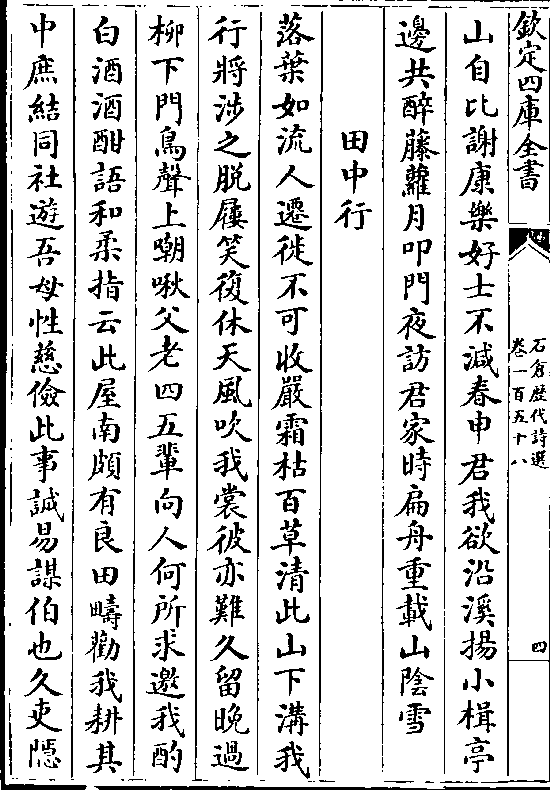 欽定四庫全書
石倉歴代詩選
卷一百五十八
四
山自比謝康樂好士不減春申君我欲沿溪揚小楫亭
邊共醉藤蘿月叩門夜訪君家時扁舟重載山陰雪
田中行
落葉如流人遷徙不可收嚴霜枯百草清此山下溝我
行將涉之脱屨笑復休天風吹我裳彼亦難久留晚過
柳下門鳥聲上嘲啾父老四五輩向人何所求邀我酌
白酒酒酣語和柔指云此屋南頗有良田疇勸我耕其
中庶結同社遊吾母性慈儉此事誠易謀伯也久吏隱